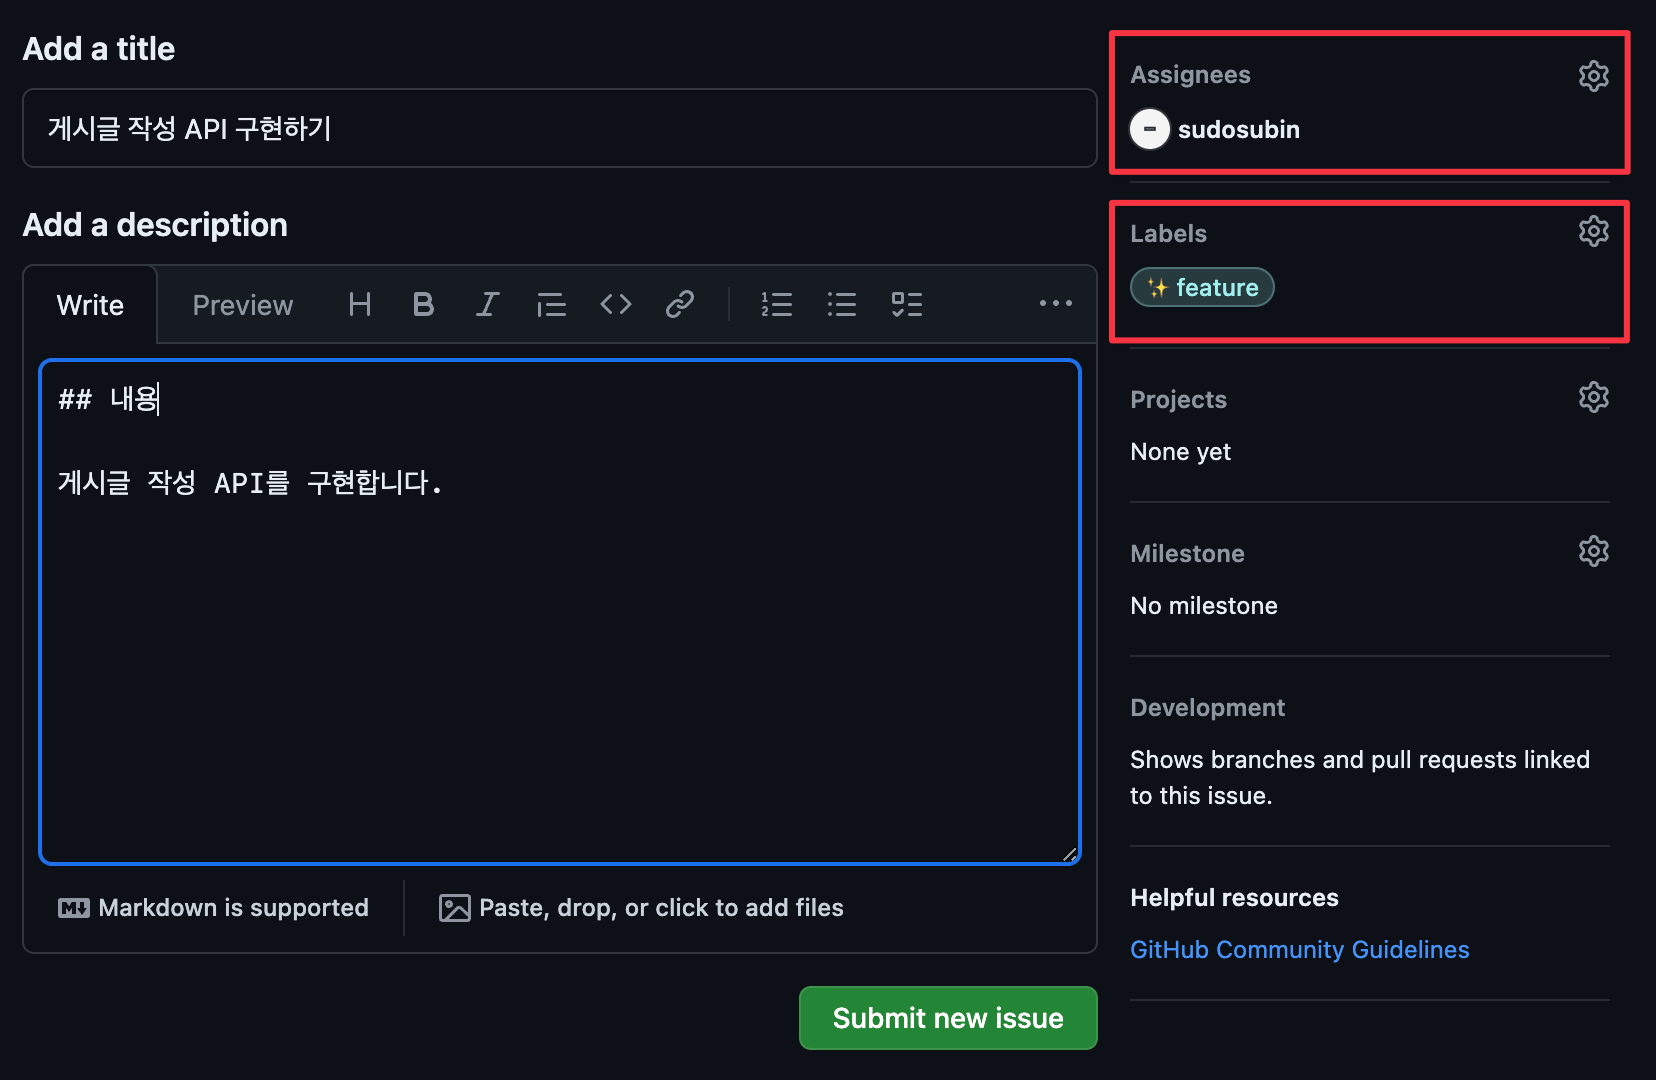 Add a title
게시글 작성 API 구현하기
Add a description
Write Preview
## 내용
게시글 작성 API를 구현합니다.
Markdown is supported
Paste, drop, or click to add files
Submit new issue
Assignees
sudosubin
Labels
✨ feature
Projects
None yet
Milestone
No milestone
Development
Shows branches and pull requests linked
to this issue.
Helpful resources
GitHub Community Guidelines